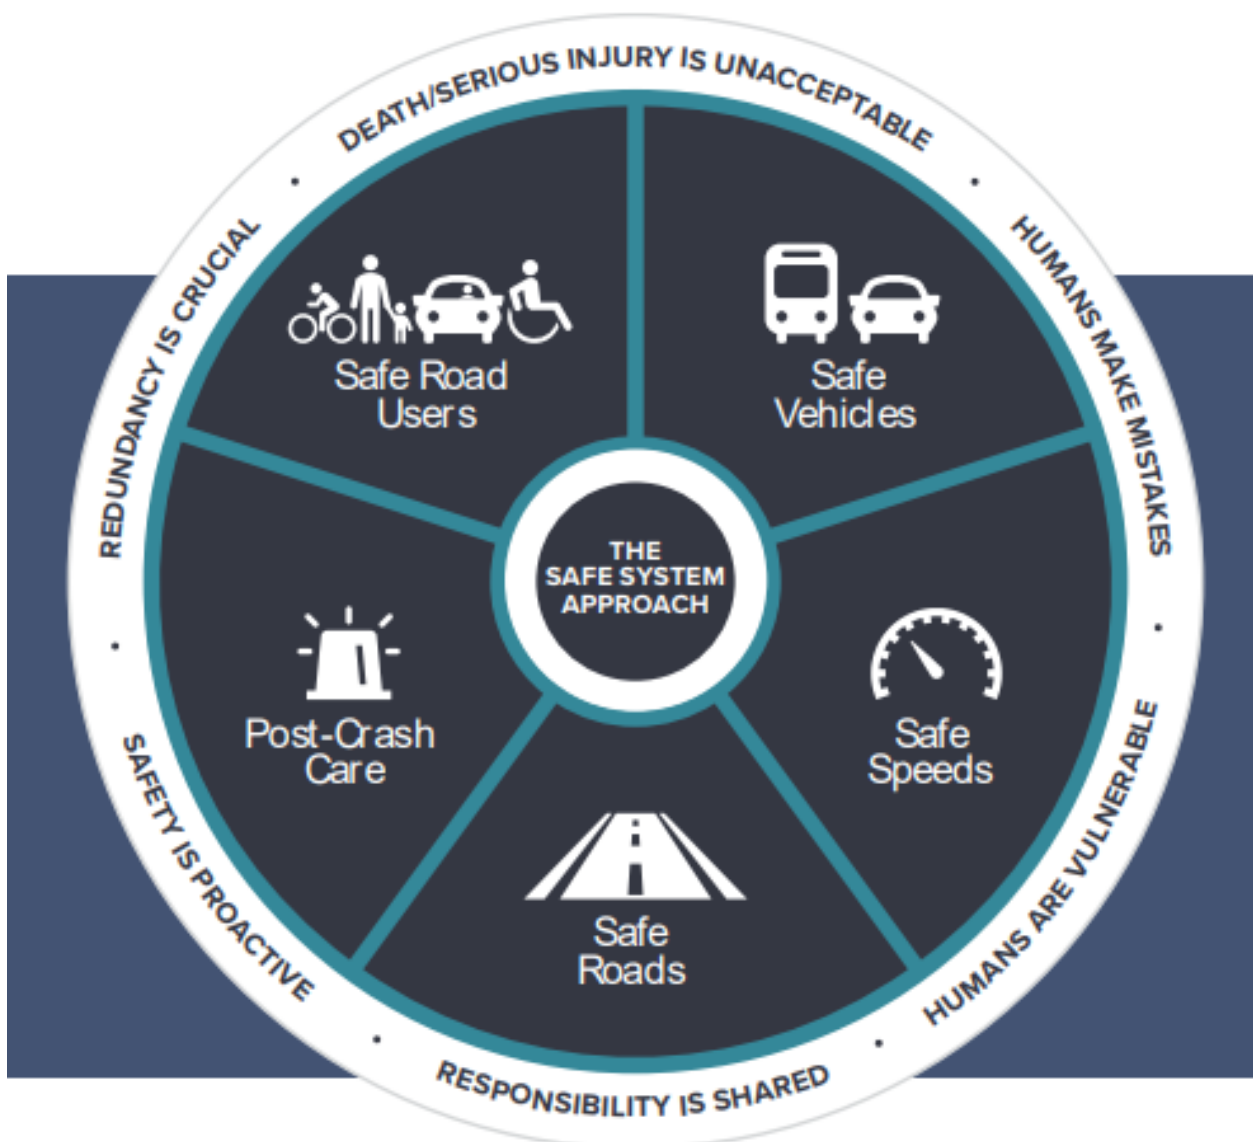 DEATH/SERIOUS INJURY IS UNACCEPTABLE
HUMANS MAKE MISTAKES
HUMANS ARE VULNERABLE
RESPONSIBILITY IS SHARED
SAFETY IS PROACTIVE
REDUNDANCY IS CRUCIAL
Safe Road
Users
Safe
Vehicles
THE
SAFE SYSTEM
APPROACH
Post-Crash
Care
Safe
Speeds
Safe
Roads